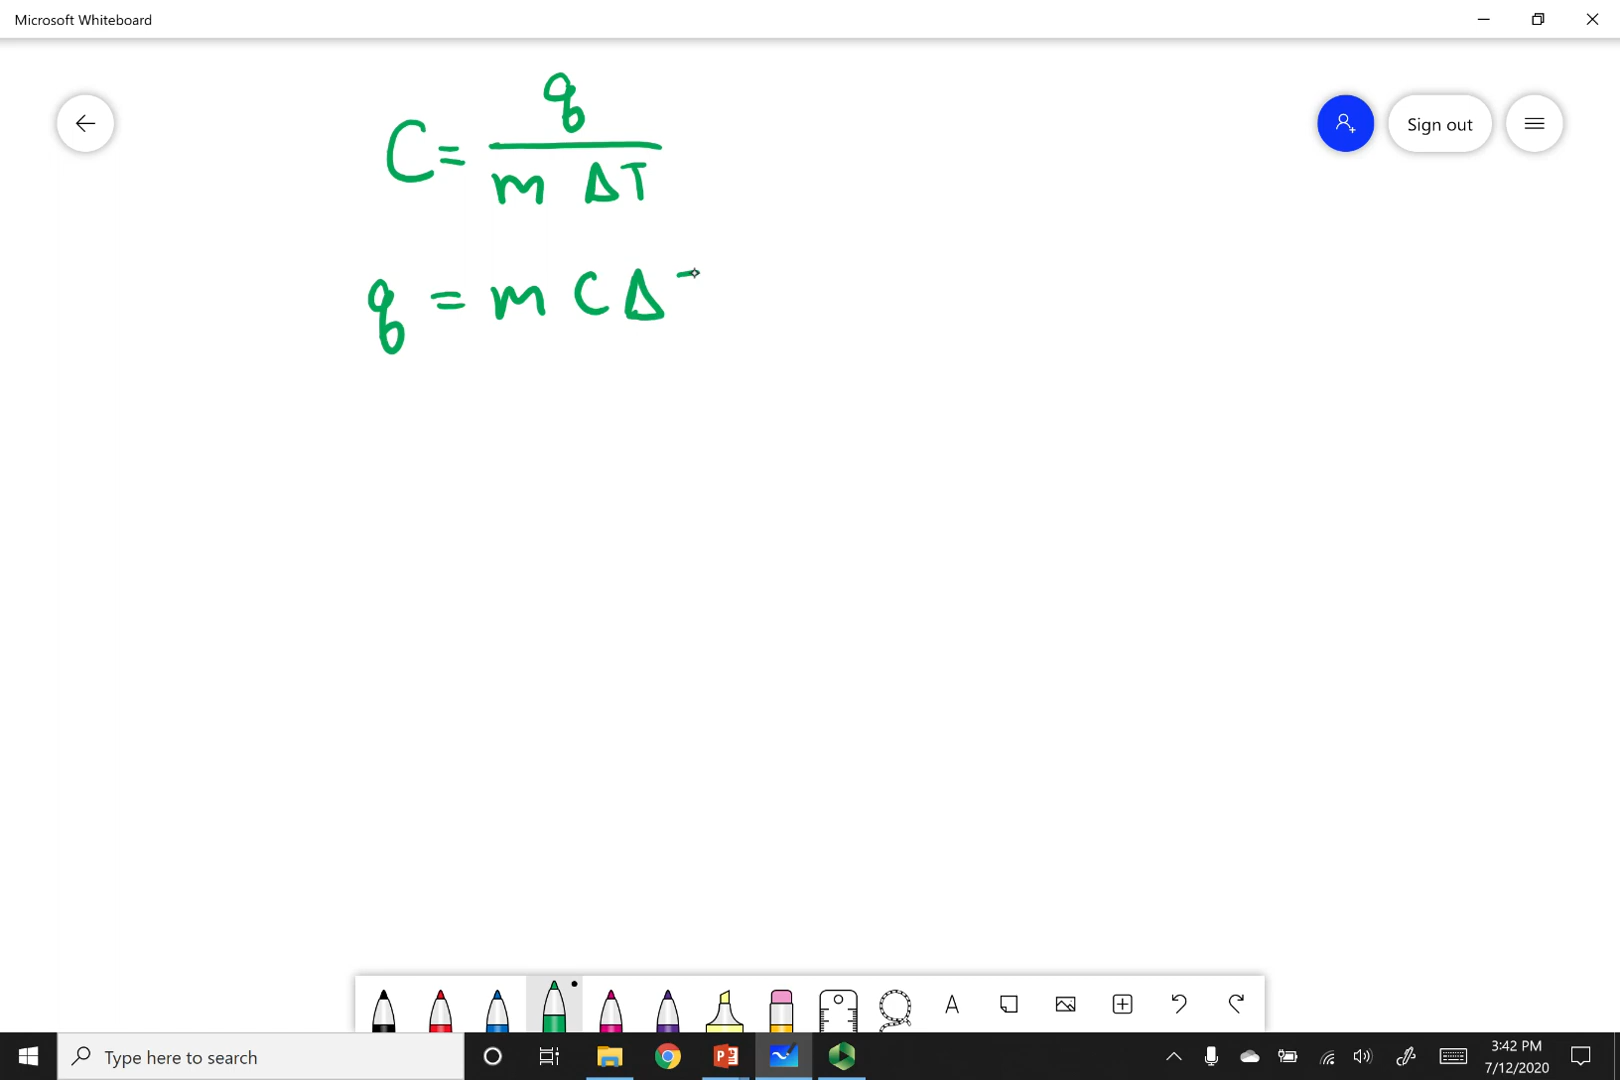 Microsoft Whiteboard
Sign out
C = q / m ΔT
q = m C Δ
A
Type here to search
3:42 PM
7/12/2020